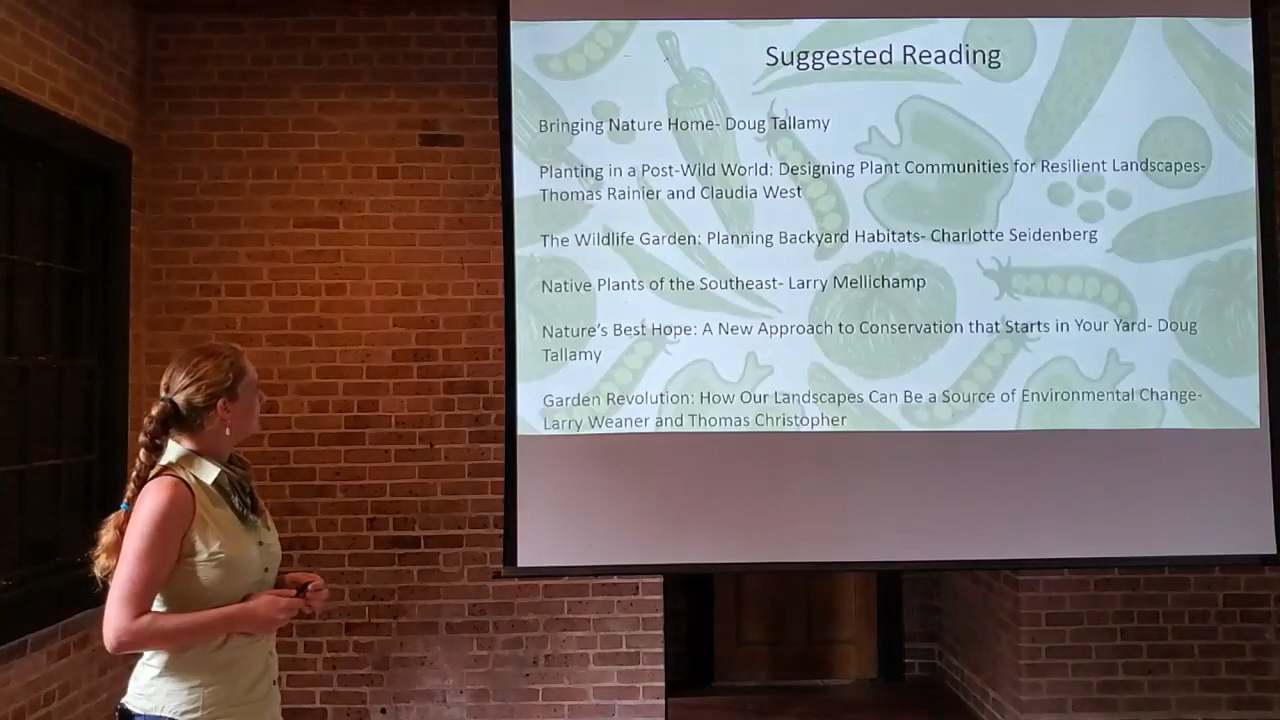 Suggested Reading
Bringing Nature Home- Doug Tallamy
Planting in a Post-Wild World: Designing Plant Communities for Resilient Landscapes-
Thomas Rainier and Claudia West
The Wildlife Garden: Planning Backyard Habitats- Charlotte Seidenberg
Native Plants of the Southeast- Larry Mellichamp
Nature's Best Hope: A New Approach to Conservation that Starts in Your Yard- Doug
Tallamy
Garden Revolution: How Our Landscapes Can Be a Source of Environmental Change-
Larry Weaner and Thomas Christopher